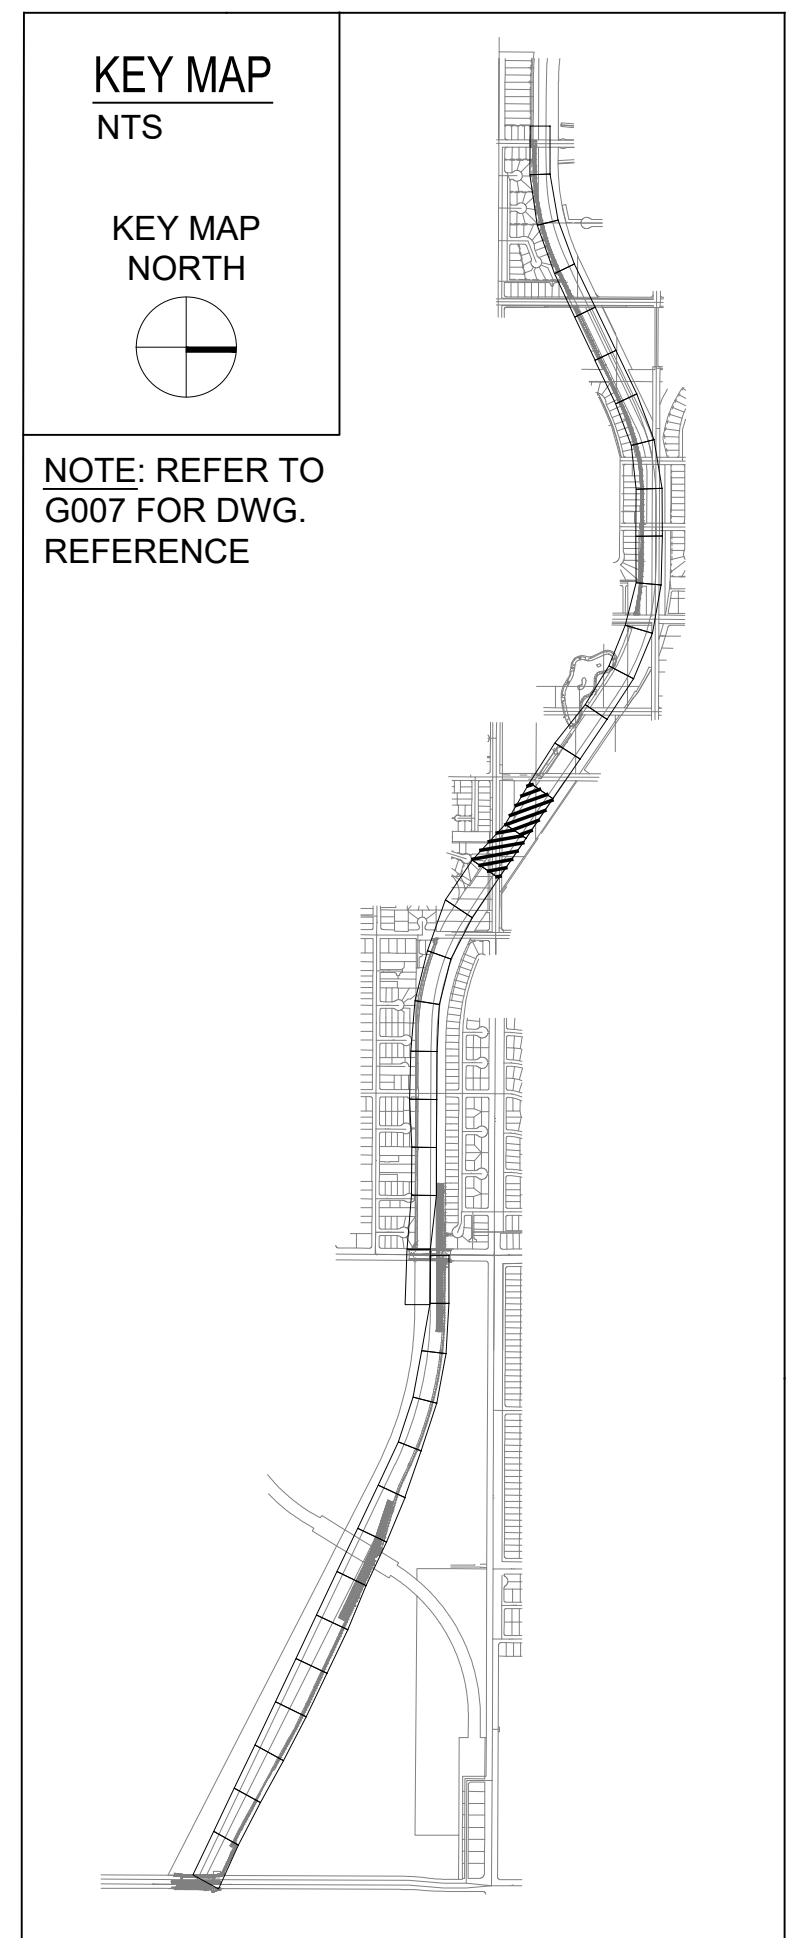 KEY MAP
NTS
KEY MAP
NORTH
NOTE: REFER TO
G007 FOR DWG.
REFERENCE